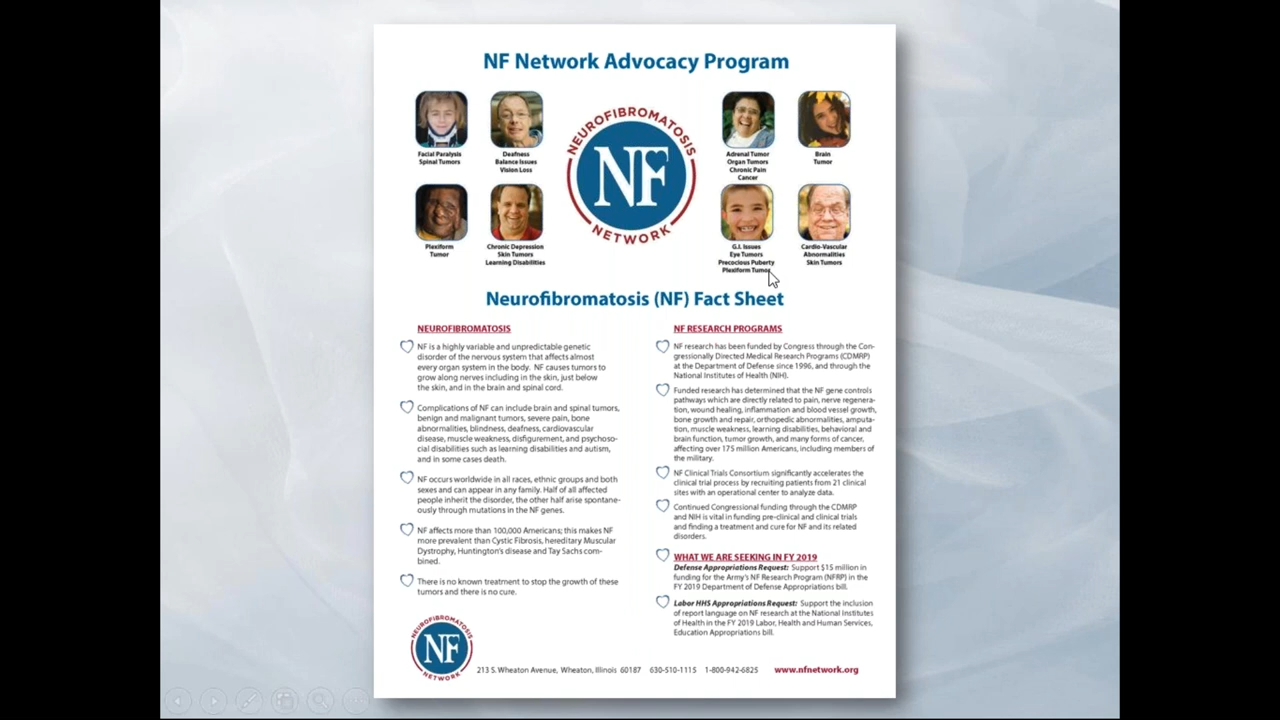 NF Network Advocacy Program
Facial Paralysis
Spinal Tumors
Deafness
Balance Issues
Vision Loss
NEUROFIBROMATOSIS
NF
NETWORK
Adrenal Tumor
Organ Tumors
Chronic Pain
Cancer
Brain
Tumor
Plexiform
Tumor
Chronic Depression
Skin Tumors
Learning Disabilities
G.I. Issues
Eye Tumors
Precocious Puberty
Plexiform Tumor
Cardio-Vascular
Abnormalities
Skin Tumors
Neurofibromatosis (NF) Fact Sheet
NEUROFIBROMATOSIS
NF is a highly variable and unpredictable genetic
disorder of the nervous system that affects almost
every organ system in the body. NF causes tumors to
grow along nerves including in the skin, just below
the skin, and in the brain and spinal cord.
Complications of NF can include brain and spinal tumors,
benign and malignant tumors, severe pain, bone
abnormalities, blindness, deafness, cardiovascular
disease, muscle weakness, disfigurement, and psychoso-
cial disabilities such as learning disabilities and autism,
and in some cases death.
NF occurs worldwide in all races, ethnic groups and both
sexes and can appear in any family. Half of all affected
people inherit the disorder, the other half arise spontane-
ously through mutations in the NF genes.
NF affects more than 100,000 Americans; this makes NF
more prevalent than Cystic Fibrosis, hereditary Muscular
Dystrophy, Huntington's disease and Tay Sachs com-
bined.
There is no known treatment to stop the growth of these
tumors and there is no cure.
NF RESEARCH PROGRAMS
NF research has been funded by Congress through the Con-
gressionally Directed Medical Research Programs (CDMRP)
at the Department of Defense since 1996, and through the
National Institutes of Health (NIH).
Funded research has determined that the NF gene controls
pathways which are directly related to pain, nerve regenera-
tion, wound healing, inflammation and blood vessel growth,
bone growth and repair, orthopedic abnormalities, amputa-
tion, muscle weakness, learning disabilities, behavioral and
brain function, tumor growth, and many forms of cancer,
affecting over 175 million Americans, including members of
the military.
NF Clinical Trials Consortium significantly accelerates the
clinical trial process by recruiting patients from 21 clinical
sites with an operational center to analyze data.
Continued Congressional funding through the CDMRP
and NIH is vital in funding pre-clinical and clinical trials
and finding a treatment and cure for NF and its related
disorders.
WHAT WE ARE SEEKING IN FY 2019
Defense Appropriations Request: Support $15 million in
funding for the Army's NF Research Program (NFRP) in the
FY 2019 Department of Defense Appropriations bill.
Labor HHS Appropriations Request: Support the inclusion
of report language on NF research at the National Institutes
of Health in the FY 2019 Labor, Health and Human Services,
Education Appropriations bill.
NEUROFIBROMATOSIS
NF
NETWORK
213 S. Wheaton Avenue, Wheaton, Illinois 60187 630-510-1115 1-800-942-6825 www.nfnetwork.org